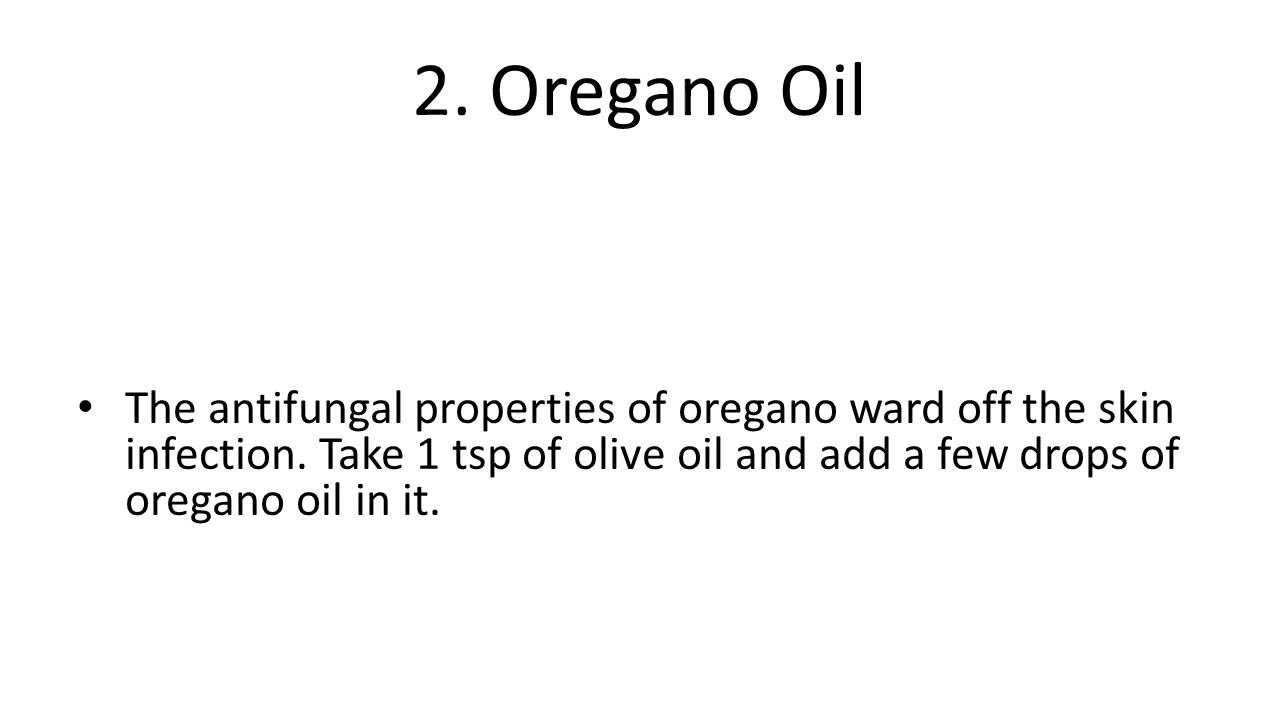 2. Oregano Oil
• The antifungal properties of oregano ward off the skin
infection. Take 1 tsp of olive oil and add a few drops of
oregano oil in it.